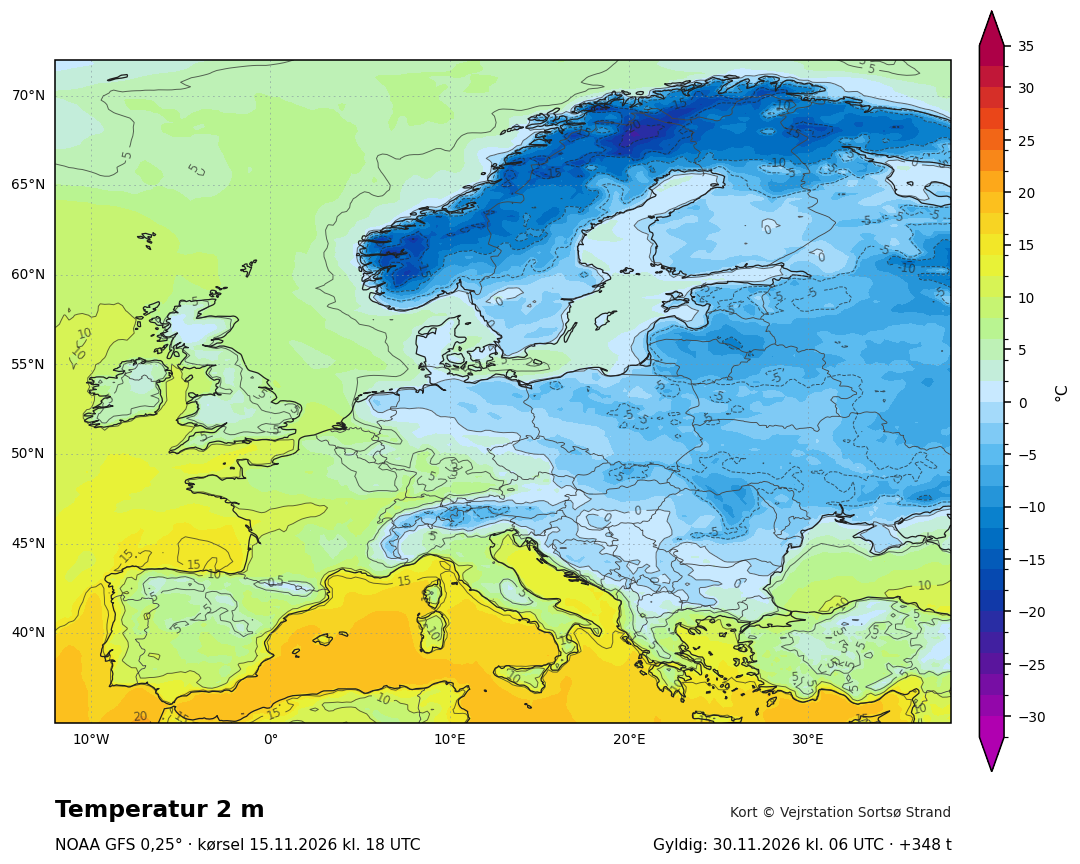 70°N
65°N
60°N
55°N
50°N
45°N
40°N
10°W
0°
10°E
20°E
30°E
35
30
25
20
15
10
5
0
−5
−10
−15
−20
−25
−30
°C
Temperatur 2 m
Kort © Vejrstation Sortsø Strand
NOAA GFS 0,25° · kørsel 15.11.2026 kl. 18 UTC
Gyldig: 30.11.2026 kl. 06 UTC · +348 t